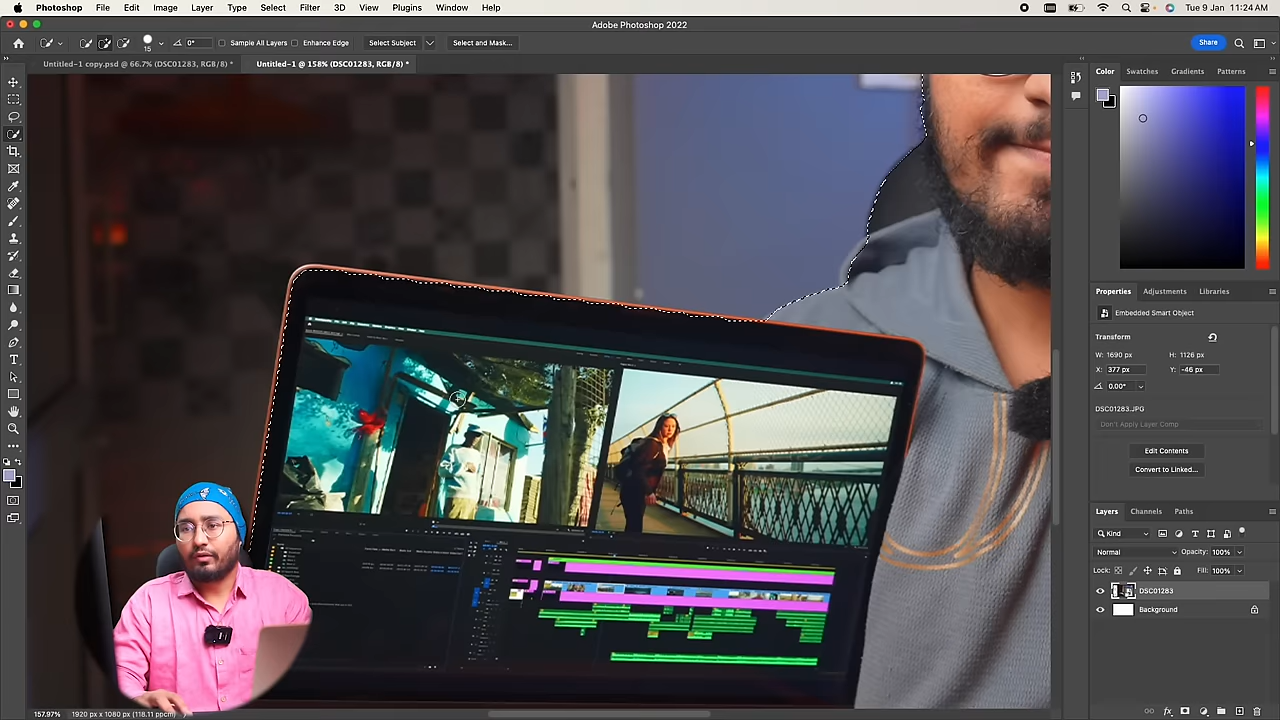 Photoshop File Edit Image Layer Type Select Filter 3D View Plugins Window Help Tue 9 Jan 11:24 AM
Adobe Photoshop 2022
15 0° Sample All Layers Enhance Edge Select Subject Select and Mask... Share
Untitled-1 copy.psd @ 66.7% (DSC01283, RGB/8) * Untitled-1 @ 158% (DSC01283, RGB/8) *
Color Swatches Gradients Patterns
Properties Adjustments Libraries
Embedded Smart Object
Transform
W: 1690 px H: 1126 px
X: 377 px Y: -46 px
0.00°
DSC01283.JPG
Don't Apply Layer Comp
Edit Contents
Convert to Linked...
Layers Channels Paths
Kind
Normal Opacity: 100%
Lock: Fill: 100%
DSC01283
Background
157.97% 1920 px x 1080 px (118.11 ppcm)